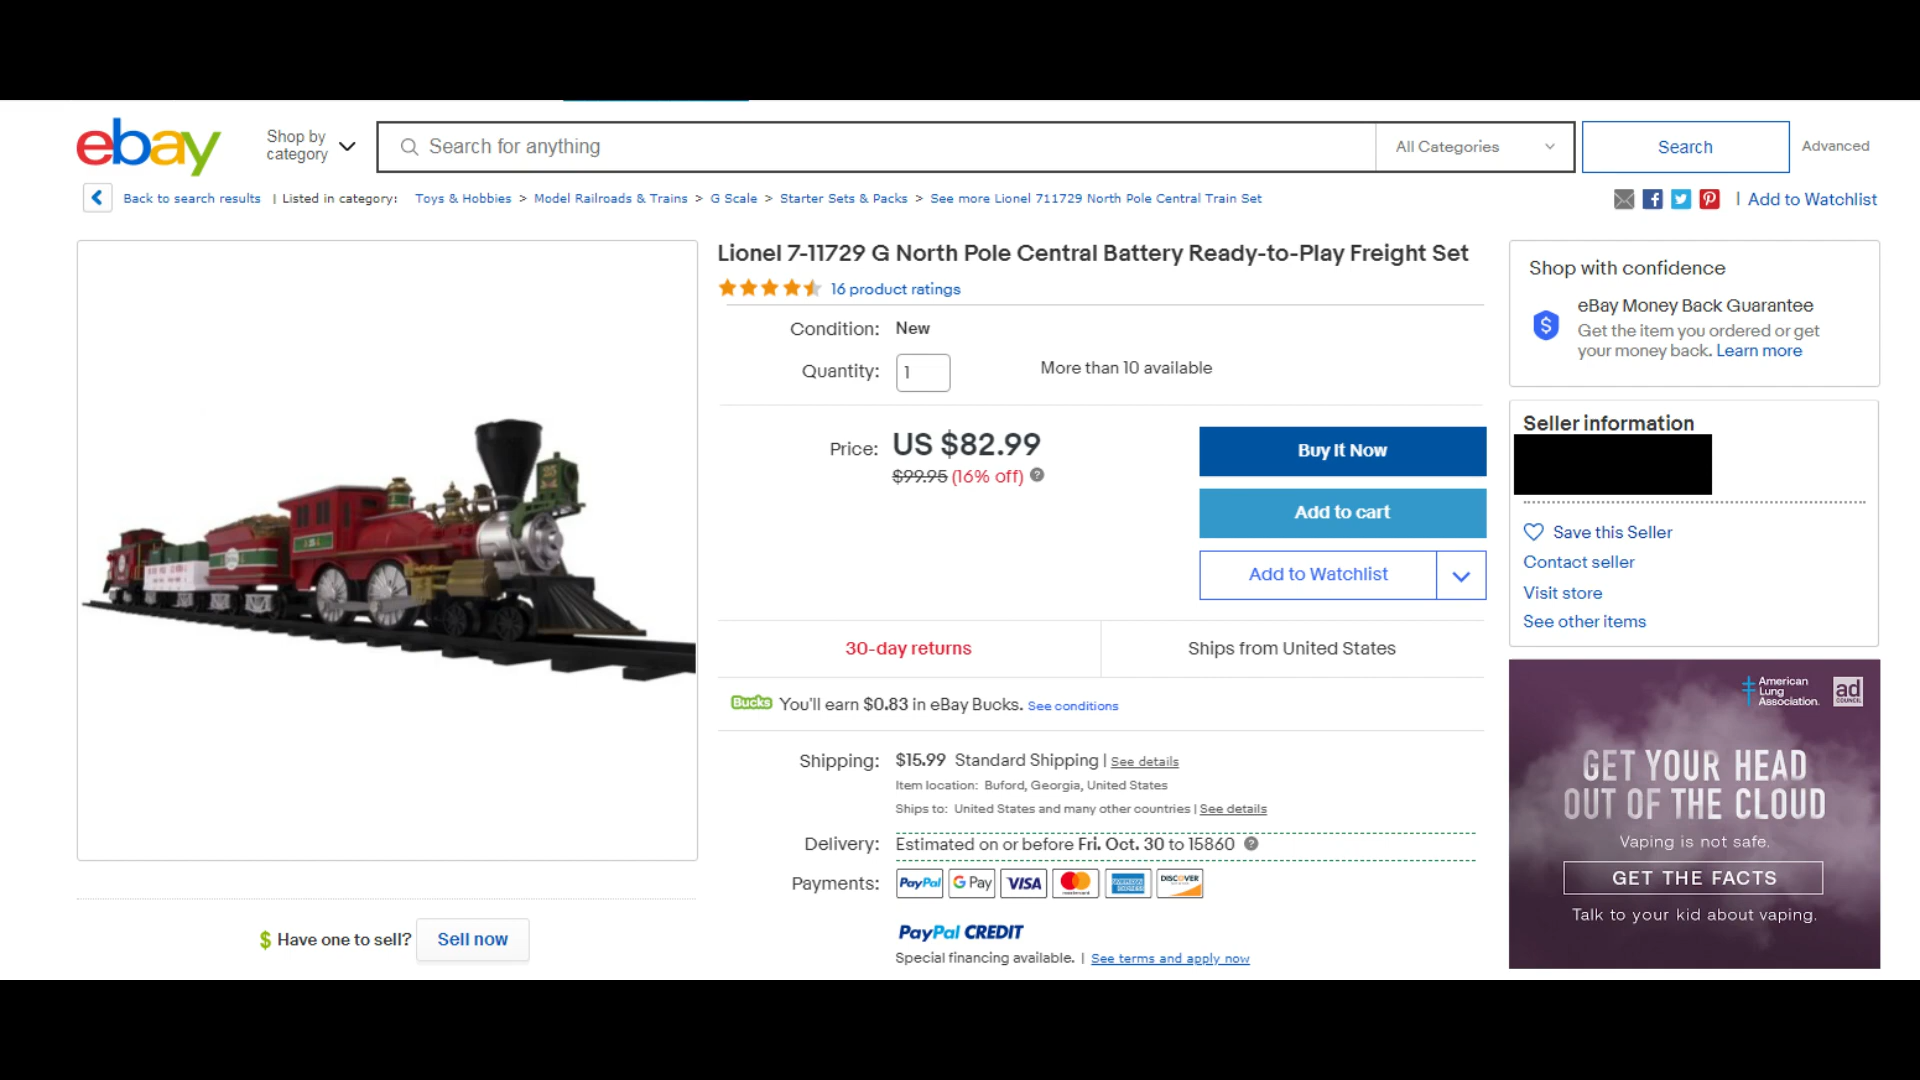 ebay
Shop by
category
Search for anything
All Categories
Search
Advanced
Back to search results | Listed in category: Toys & Hobbies > Model Railroads & Trains > G Scale > Starter Sets & Packs > See more Lionel 711729 North Pole Central Train Set
| Add to Watchlist
Lionel 7-11729 G North Pole Central Battery Ready-to-Play Freight Set
16 product ratings
Condition: New
Quantity: 1
More than 10 available
Price: US $82.99
$99.95 (16% off)
Buy It Now
Add to cart
Add to Watchlist
30-day returns
Ships from United States
Bucks You'll earn $0.83 in eBay Bucks. See conditions
Shipping: $15.99 Standard Shipping | See details
Item location: Buford, Georgia, United States
Ships to: United States and many other countries | See details
Delivery: Estimated on or before Fri. Oct. 30 to 15860
Payments: PayPal G Pay VISA mastercard AMERICAN EXPRESS DISCOVER
PayPal CREDIT
Special financing available. | See terms and apply now
$ Have one to sell? Sell now
Shop with confidence
eBay Money Back Guarantee
Get the item you ordered or get
your money back. Learn more
Seller information
Save this Seller
Contact seller
Visit store
See other items
American
Lung
Association.
ad
COUNCIL
GET YOUR HEAD
OUT OF THE CLOUD
Vaping is not safe.
GET THE FACTS
Talk to your kid about vaping.